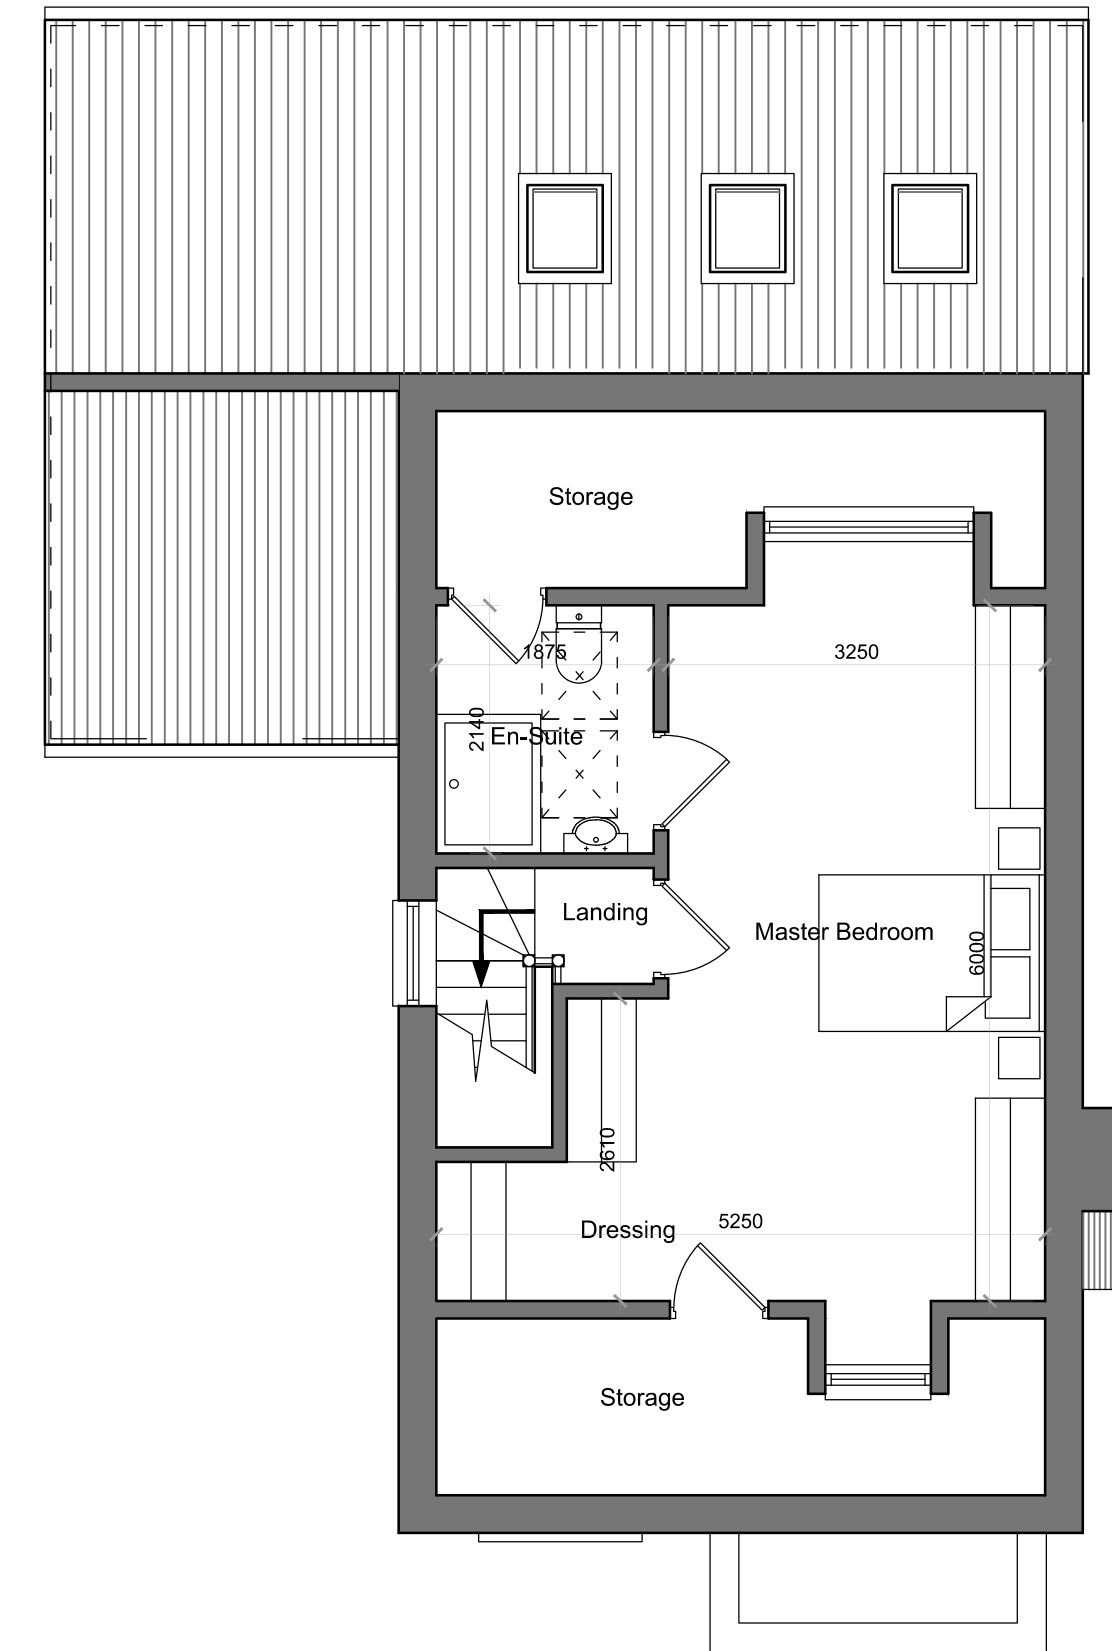 Storage
1875
3250
2140
En-Suite
Landing
Master Bedroom
6000
2610
Dressing
5250
Storage